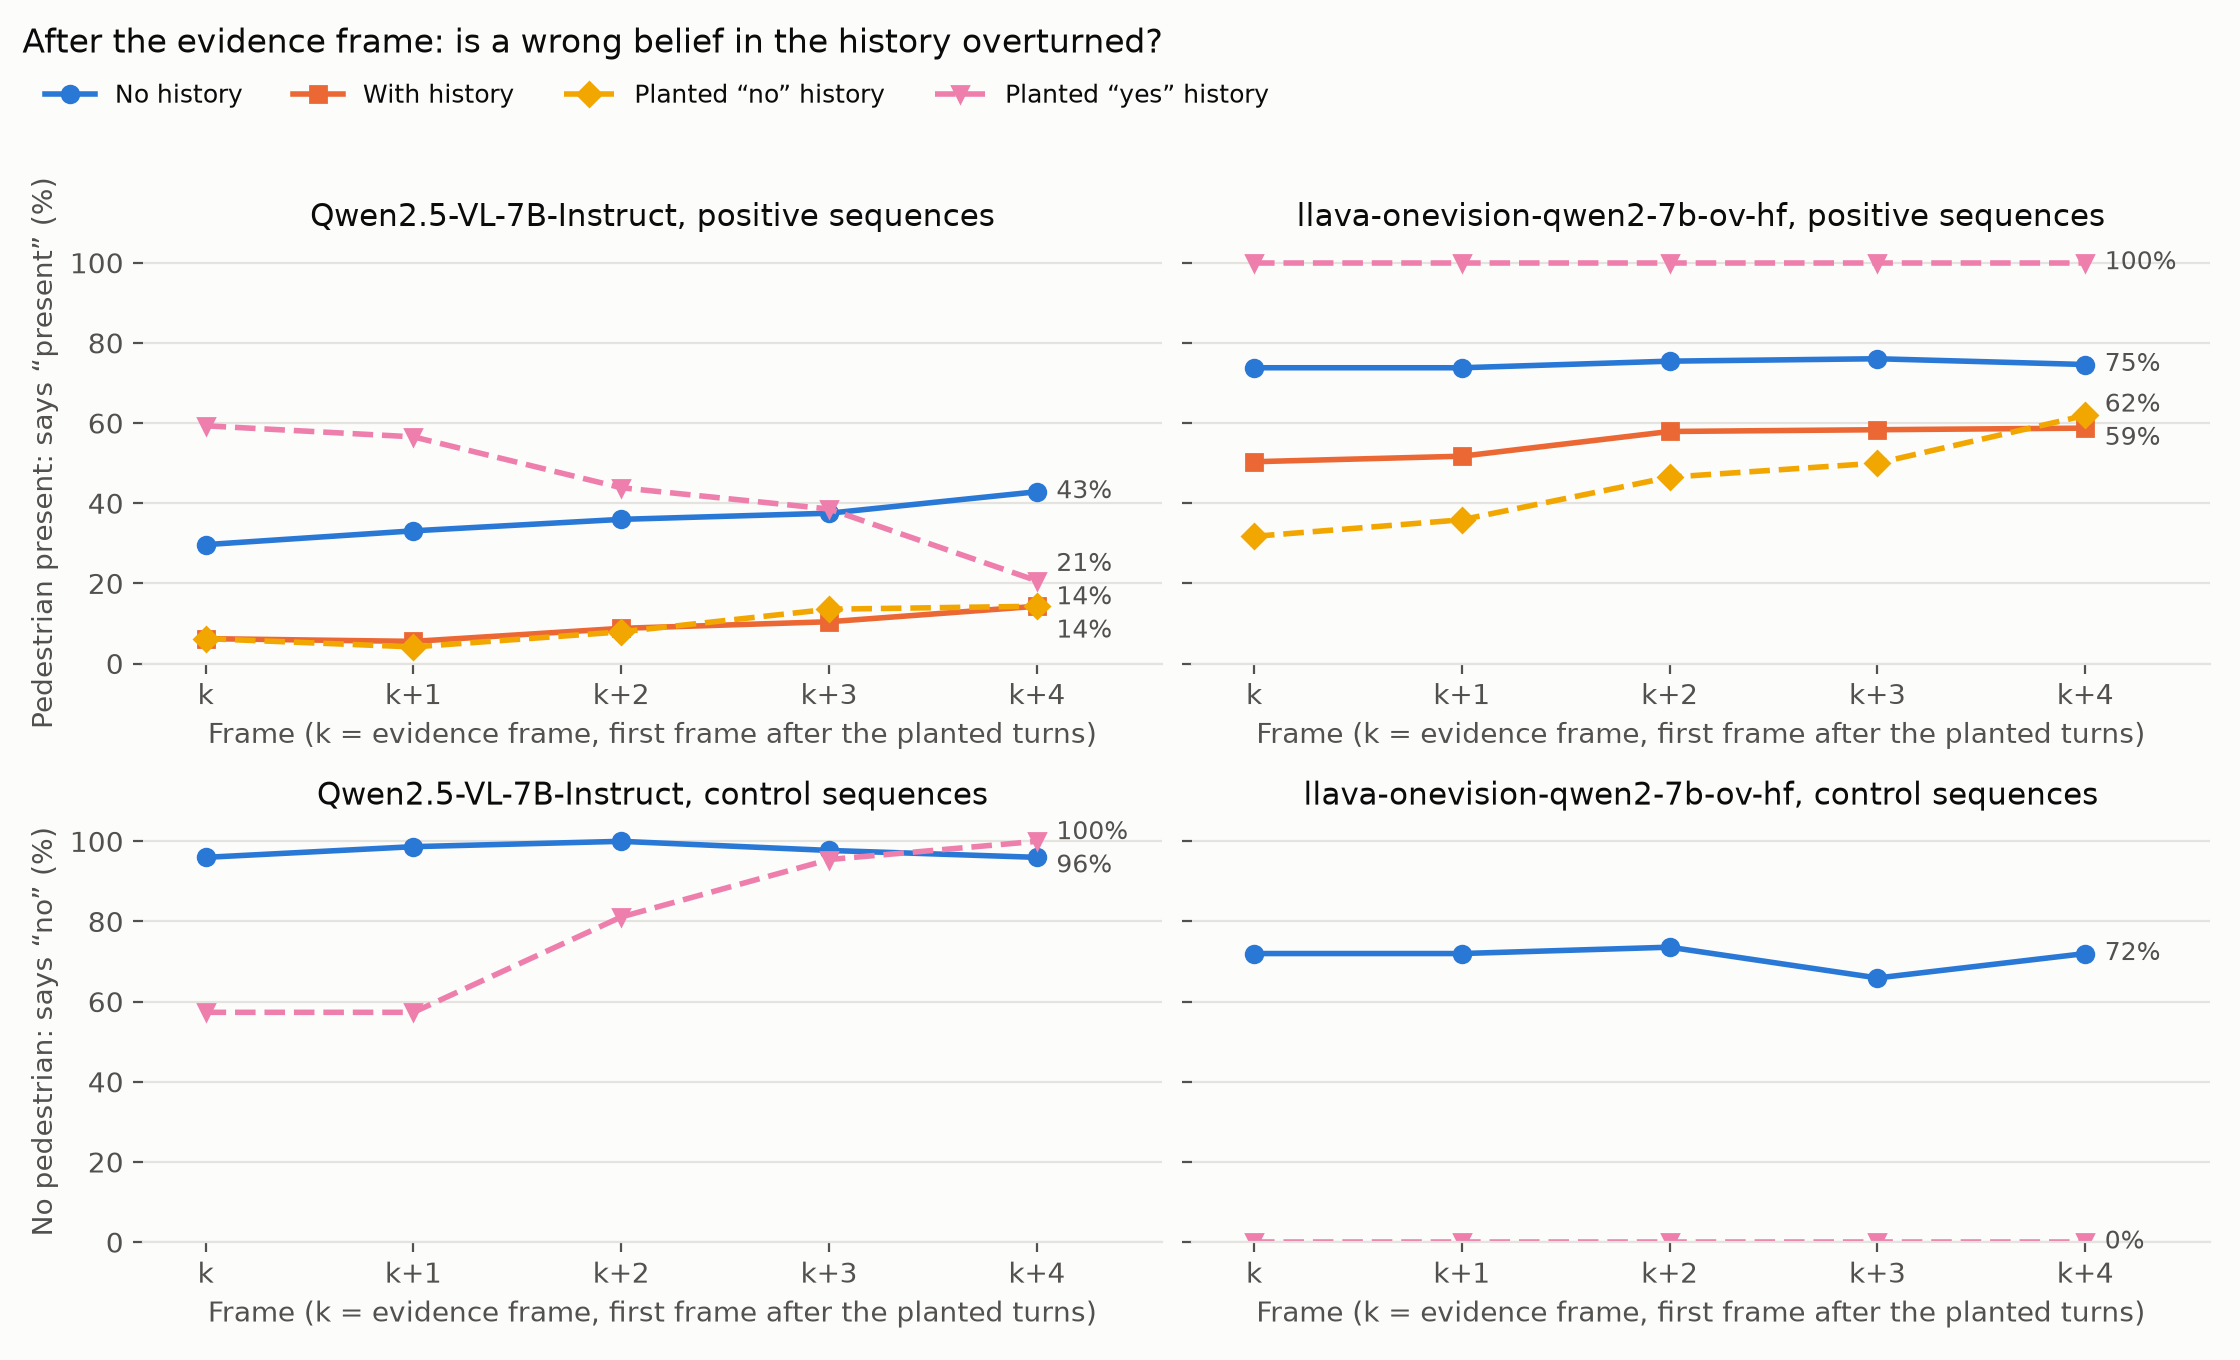 After the evidence frame: is a wrong belief in the history overturned?
No history
With history
Planted “no” history
Planted “yes” history
Qwen2.5-VL-7B-Instruct, positive sequences
Pedestrian present: says “present” (%)
100
80
60
40
20
0
43%
21%
14%
14%
k
k+1
k+2
k+3
k+4
Frame (k = evidence frame, first frame after the planted turns)
llava-onevision-qwen2-7b-ov-hf, positive sequences
100%
75%
62%
59%
k
k+1
k+2
k+3
k+4
Frame (k = evidence frame, first frame after the planted turns)
Qwen2.5-VL-7B-Instruct, control sequences
No pedestrian: says “no” (%)
100
80
60
40
20
0
100%
96%
k
k+1
k+2
k+3
k+4
Frame (k = evidence frame, first frame after the planted turns)
llava-onevision-qwen2-7b-ov-hf, control sequences
72%
0%
k
k+1
k+2
k+3
k+4
Frame (k = evidence frame, first frame after the planted turns)